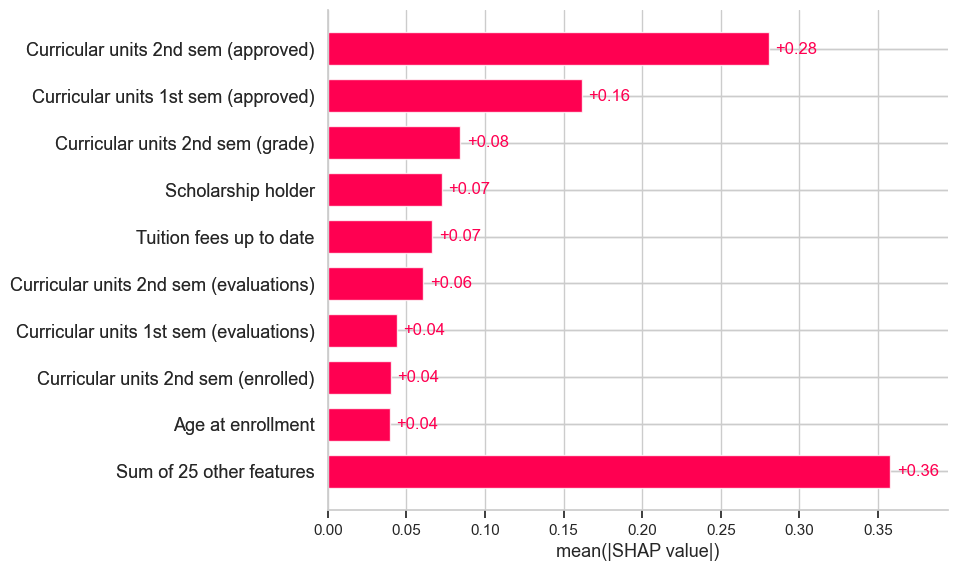 Curricular units 2nd sem (approved) +0.28
Curricular units 1st sem (approved) +0.16
Curricular units 2nd sem (grade) +0.08
Scholarship holder +0.07
Tuition fees up to date +0.07
Curricular units 2nd sem (evaluations) +0.06
Curricular units 1st sem (evaluations) +0.04
Curricular units 2nd sem (enrolled) +0.04
Age at enrollment +0.04
Sum of 25 other features +0.36
0.00 0.05 0.10 0.15 0.20 0.25 0.30 0.35
mean(|SHAP value|)